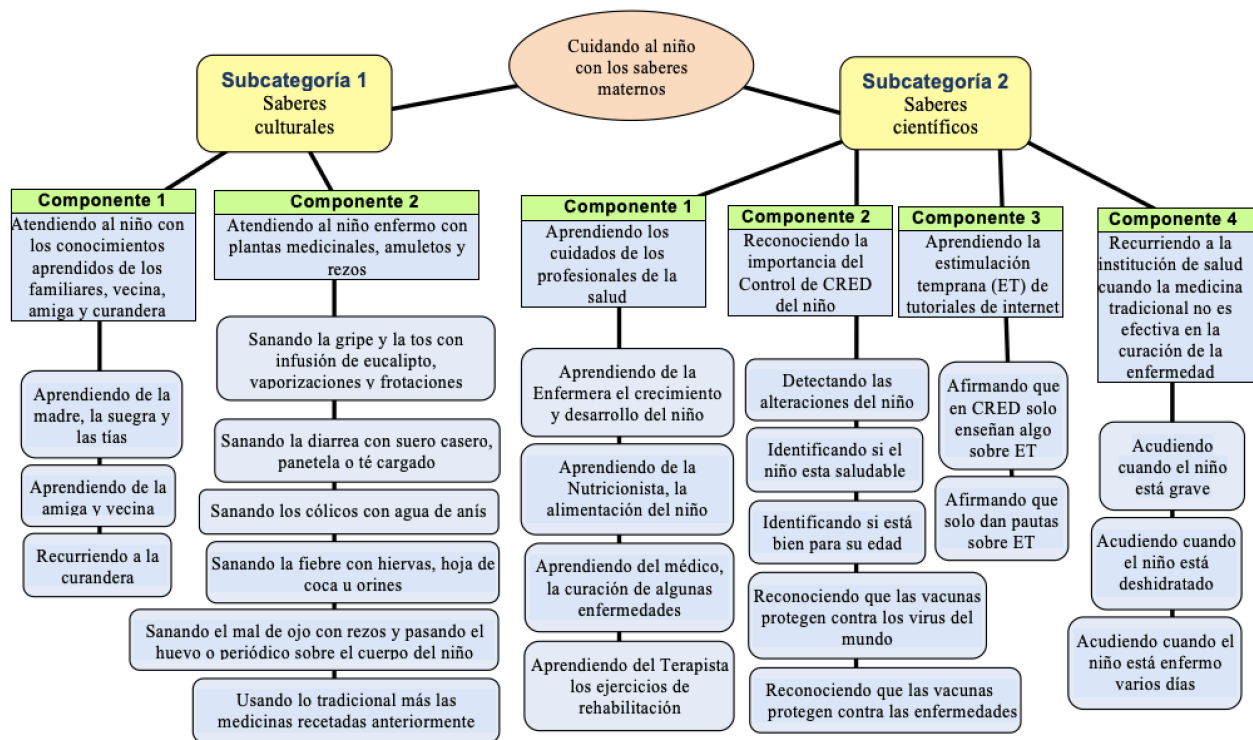 Cuidando al niño
con los saberes
maternos
Subcategoría 1
Saberes
culturales
Componente 1
Atendiendo al niño con
los conocimientos
aprendidos de los
familiares, vecina,
amiga y curandera
Aprendiendo de la
madre, la suegra y
las tías
Aprendiendo de la
amiga y vecina
Recurriendo a la
curandera
Componente 2
Atendiendo al niño enfermo con
plantas medicinales, amuletos y
rezos
Sanando la gripe y la tos con
infusión de eucalipto,
vaporizaciones y frotaciones
Sanando la diarrea con suero casero,
panetela o té cargado
Sanando los cólicos con agua de anís
Sanando la fiebre con hiervas, hoja de
coca u orines
Sanando el mal de ojo con rezos y pasando el
huevo o periódico sobre el cuerpo del niño
Usando lo tradicional más las
medicinas recetadas anteriormente
Subcategoría 2
Saberes
científicos
Componente 1
Aprendiendo los
cuidados de los
profesionales de la
salud
Aprendiendo de la
Enfermera el crecimiento
y desarrollo del niño
Aprendiendo de la
Nutricionista, la
alimentación del niño
Aprendiendo del médico,
la curación de algunas
enfermedades
Aprendiendo del Terapista
los ejercicios de
rehabilitación
Componente 2
Reconociendo la
importancia del
Control de CRED
del niño
Detectando las
alteraciones del niño
Identificando si el
niño esta saludable
Identificando si está
bien para su edad
Reconociendo que las vacunas
protegen contra los virus del
mundo
Reconociendo que las vacunas
protegen contra las enfermedades
Componente 3
Aprendiendo la
estimulación
temprana (ET) de
tutoriales de internet
Afirmando que
en CRED solo
enseñan algo
sobre ET
Afirmando que
solo dan pautas
sobre ET
Componente 4
Recurriendo a la
institución de salud
cuando la medicina
tradicional no es
efectiva en la
curación de la
enfermedad
Acudiendo
cuando el niño
está grave
Acudiendo cuando
el niño está
deshidratado
Acudiendo cuando el
niño está enfermo
varios días